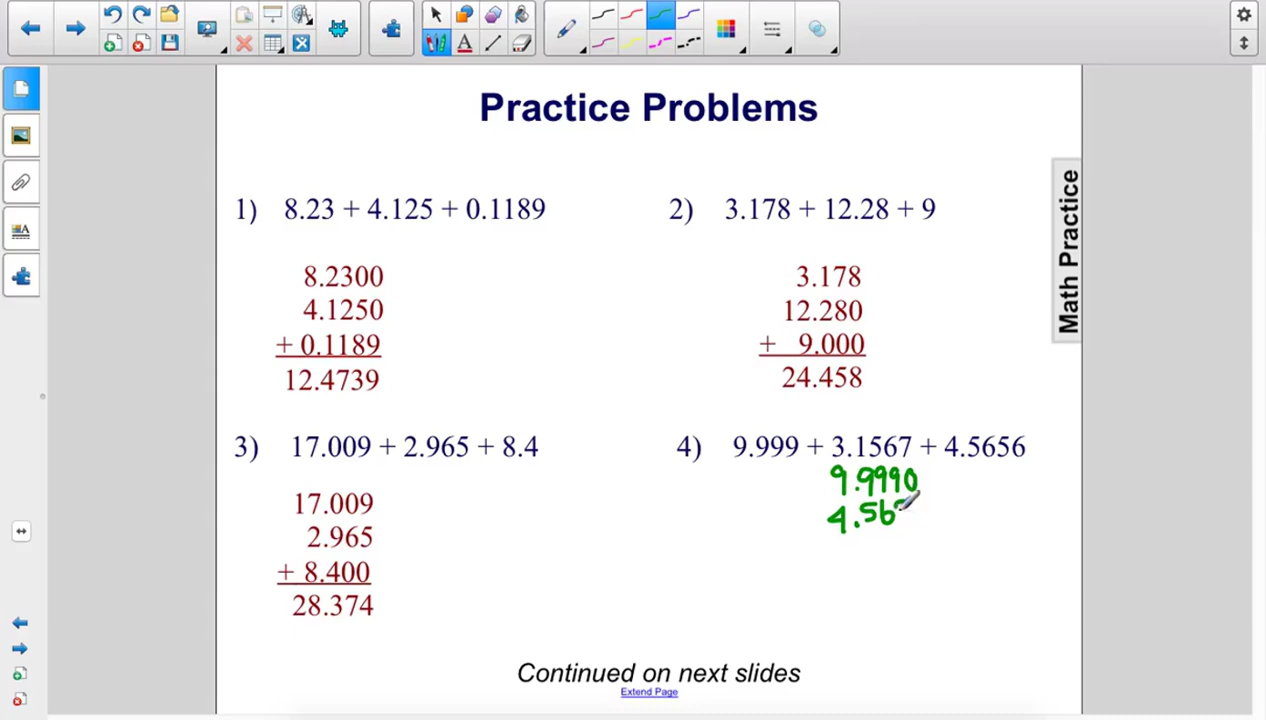 Practice Problems
1) 8.23 + 4.125 + 0.1189
8.2300
4.1250
+ 0.1189
12.4739
2) 3.178 + 12.28 + 9
3.178
12.280
+ 9.000
24.458
3) 17.009 + 2.965 + 8.4
17.009
2.965
+ 8.400
28.374
4) 9.999 + 3.1567 + 4.5656
9.9990
4.56
Continued on next slides
Extend Page
Math Practice